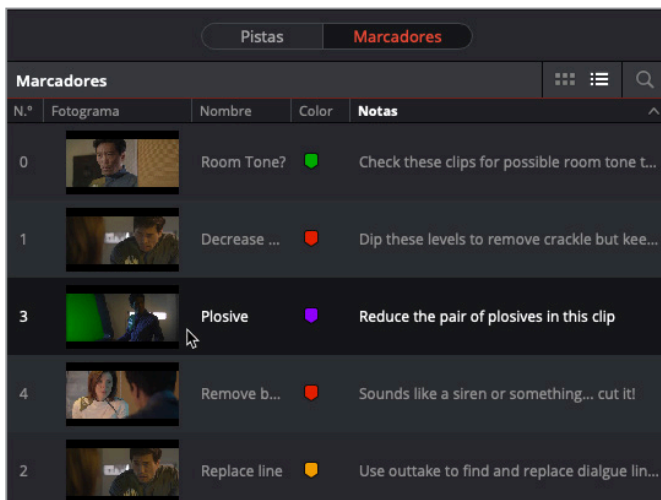 Pistas Marcadores
Marcadores
N.° Fotograma Nombre Color Notas
0 Room Tone? Check these clips for possible room tone t...
1 Decrease ... Dip these levels to remove crackle but kee...
3 Plosive Reduce the pair of plosives in this clip
4 Remove b... Sounds like a siren or something... cut it!
2 Replace line Use outtake to find and replace dialgue lin...